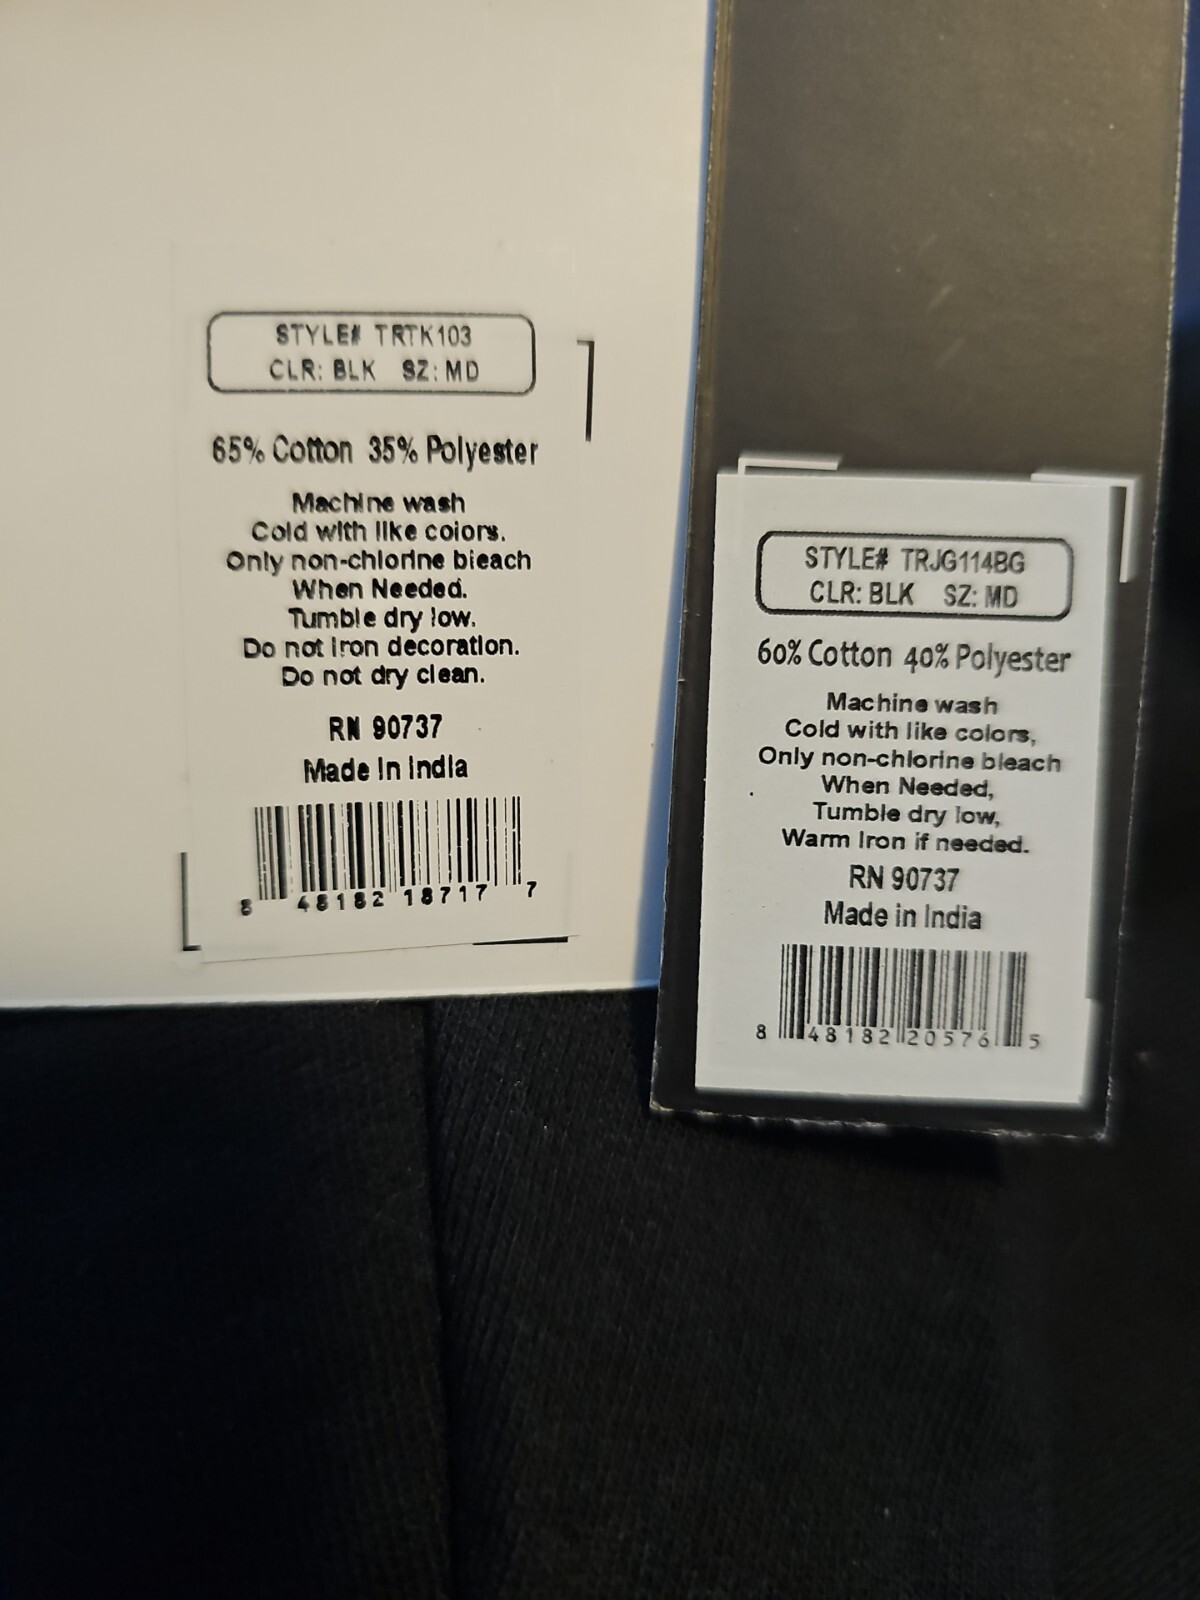 STYLE# TRTK103
CLR: BLK SZ: MD
65% Cotton 35% Polyester
Machine wash
Cold with like colors.
Only non-chlorine bleach
When Needed.
Tumble dry low.
Do not iron decoration.
Do not dry clean.
RN 90737
Made in India
8 48182 18717 7
STYLE# TRJG114BG
CLR: BLK SZ: MD
60% Cotton 40% Polyester
Machine wash
Cold with like colors,
Only non-chlorine bleach
When Needed,
Tumble dry low,
Warm Iron if needed.
RN 90737
Made in India
8 48182 20576 5